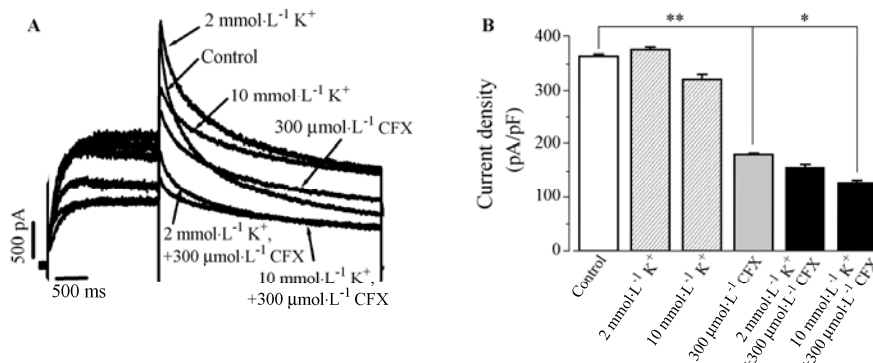 A
2 mmol·L⁻¹ K⁺
Control
10 mmol·L⁻¹ K⁺
300 µmol·L⁻¹ CFX
2 mmol·L⁻¹ K⁺,
+300 µmol·L⁻¹ CFX
10 mmol·L⁻¹ K⁺,
+300 µmol·L⁻¹ CFX
500 pA
500 ms
B
**
*
Current density
(pA/pF)
400
300
200
100
0
Control
2 mmol·L⁻¹ K⁺
10 mmol·L⁻¹ K⁺
300 µmol·L⁻¹ CFX
2 mmol·L⁻¹ K⁺
+300 µmol·L⁻¹ CFX
10 mmol·L⁻¹ K⁺
+300 µmol·L⁻¹ CFX